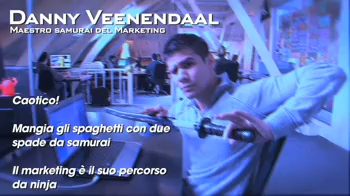 Danny Veenendaal
Maestro samurai del Marketing
Caotico!
Mangia gli spaghetti con due
spade da samurai
Il marketing è il suo percorso
da ninja